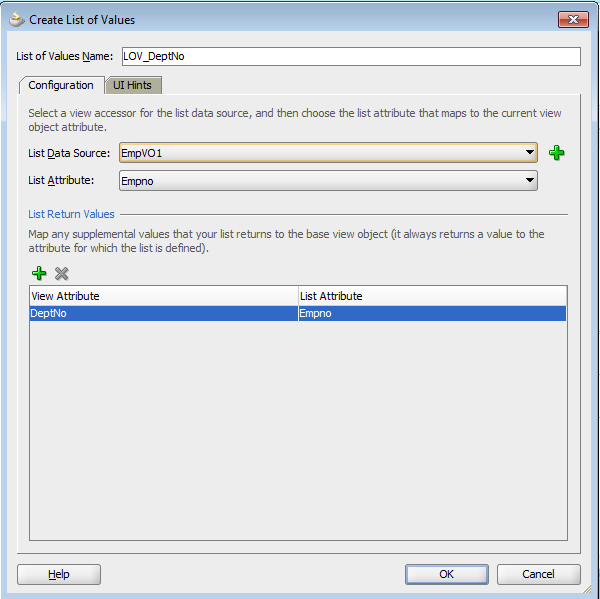 Create List of Values
List of Values Name: LOV_DeptNo
Configuration UI Hints
Select a view accessor for the list data source, and then choose the list attribute that maps to the current view
object attribute.
List Data Source: EmpVO1
List Attribute: Empno
List Return Values
Map any supplemental values that your list returns to the base view object (it always returns a value to the
attribute for which the list is defined).
View Attribute List Attribute
DeptNo Empno
Help OK Cancel